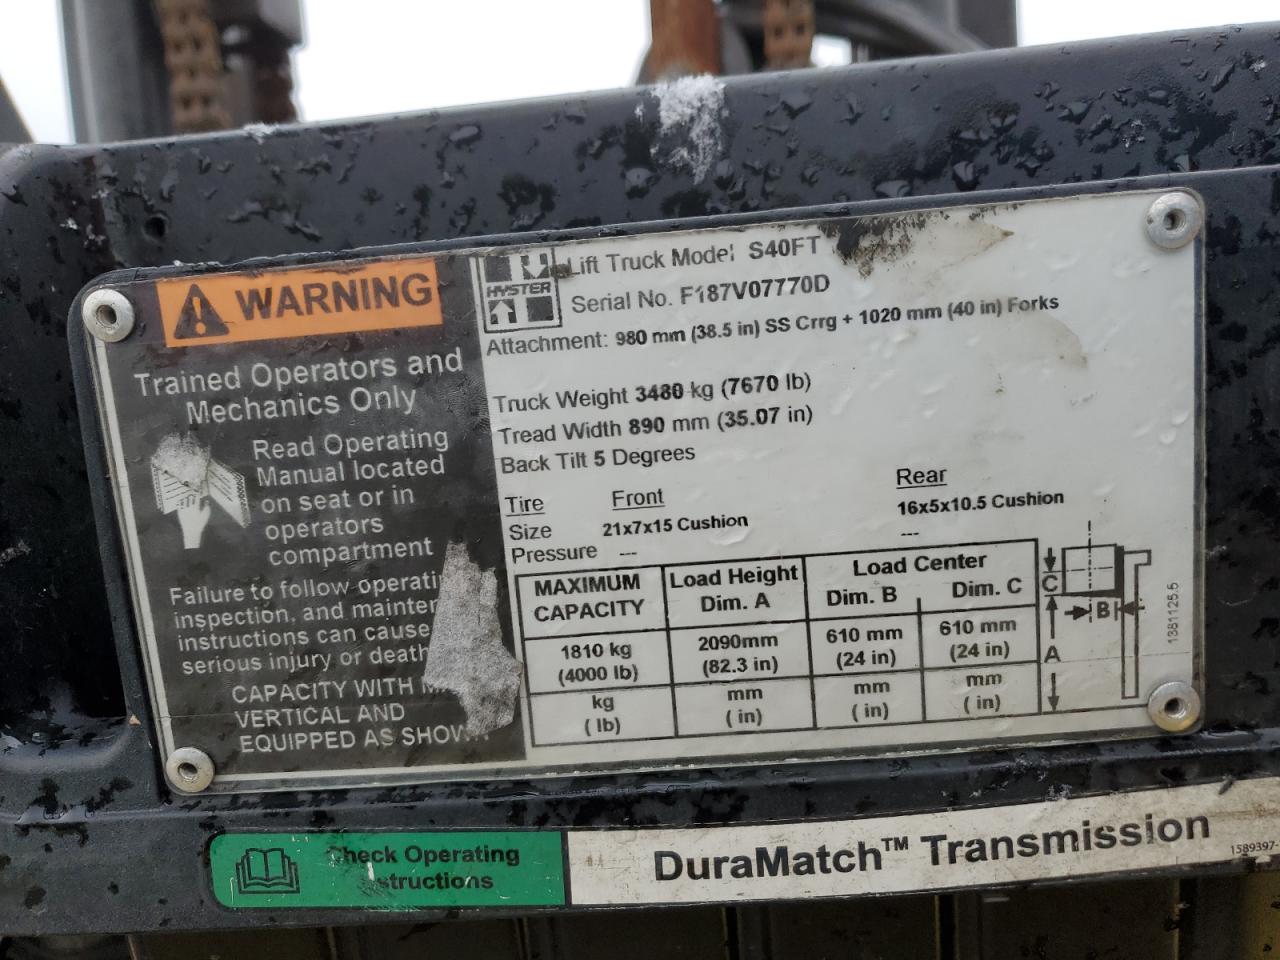 WARNING
Trained Operators and
Mechanics Only
Read Operating
Manual located
on seat or in
operators
compartment
Failure to follow
inspection, and
instructions can cause
serious injury or death
CAPACITY WITH
VERTICAL AND
EQUIPPED AS
HYSTER
Lift Truck Model S40FT
Serial No. F187V07770D
Attachment: 980 mm (38.5 in) SS Crrg + 1020 mm (40 in) Forks
Truck Weight 3480 kg (7670 lb)
Tread Width 890 mm (35.07 in)
Back Tilt 5 Degrees
Tire Front Rear
Size 21x7x15 Cushion 16x5x10.5 Cushion
Pressure --- ---
MAXIMUM CAPACITY Load Height Dim. A Load Center Dim. B Dim. C
1810 kg 2090mm 610 mm 610 mm
(4000 lb) (82.3 in) (24 in) (24 in)
kg mm mm mm
( lb) ( in) ( in) ( in)
C
B
A
1381125.5
Check Operating
DuraMatch™ Transmission
1589397-